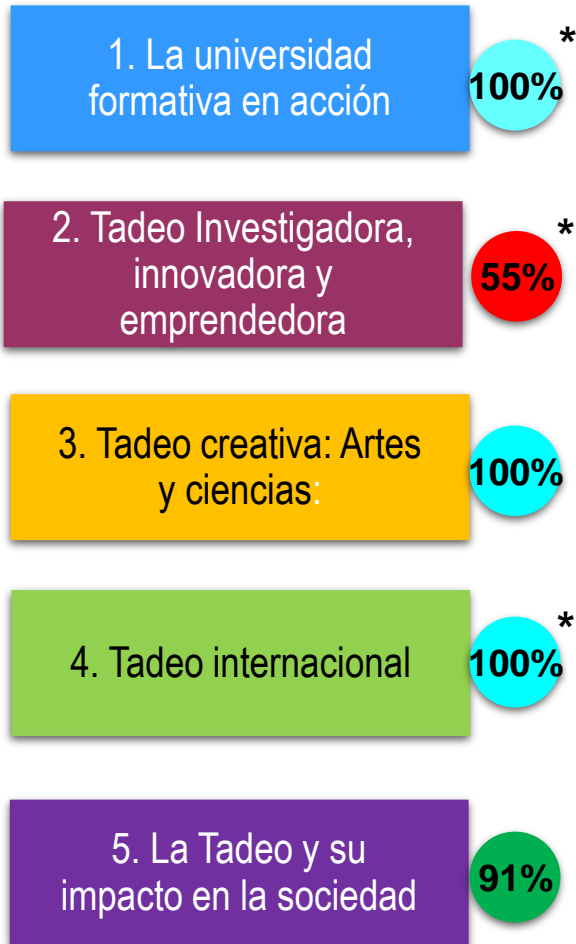 1. La universidad
formativa en acción
*
100%
2. Tadeo Investigadora,
innovadora y
emprendedora
*
55%
3. Tadeo creativa: Artes
y ciencias:
100%
4. Tadeo internacional
*
100%
5. La Tadeo y su
impacto en la sociedad
91%